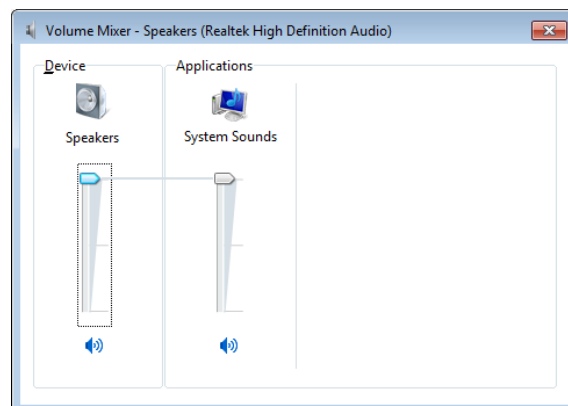 Volume Mixer - Speakers (Realtek High Definition Audio)
Device
Applications
Speakers
System Sounds